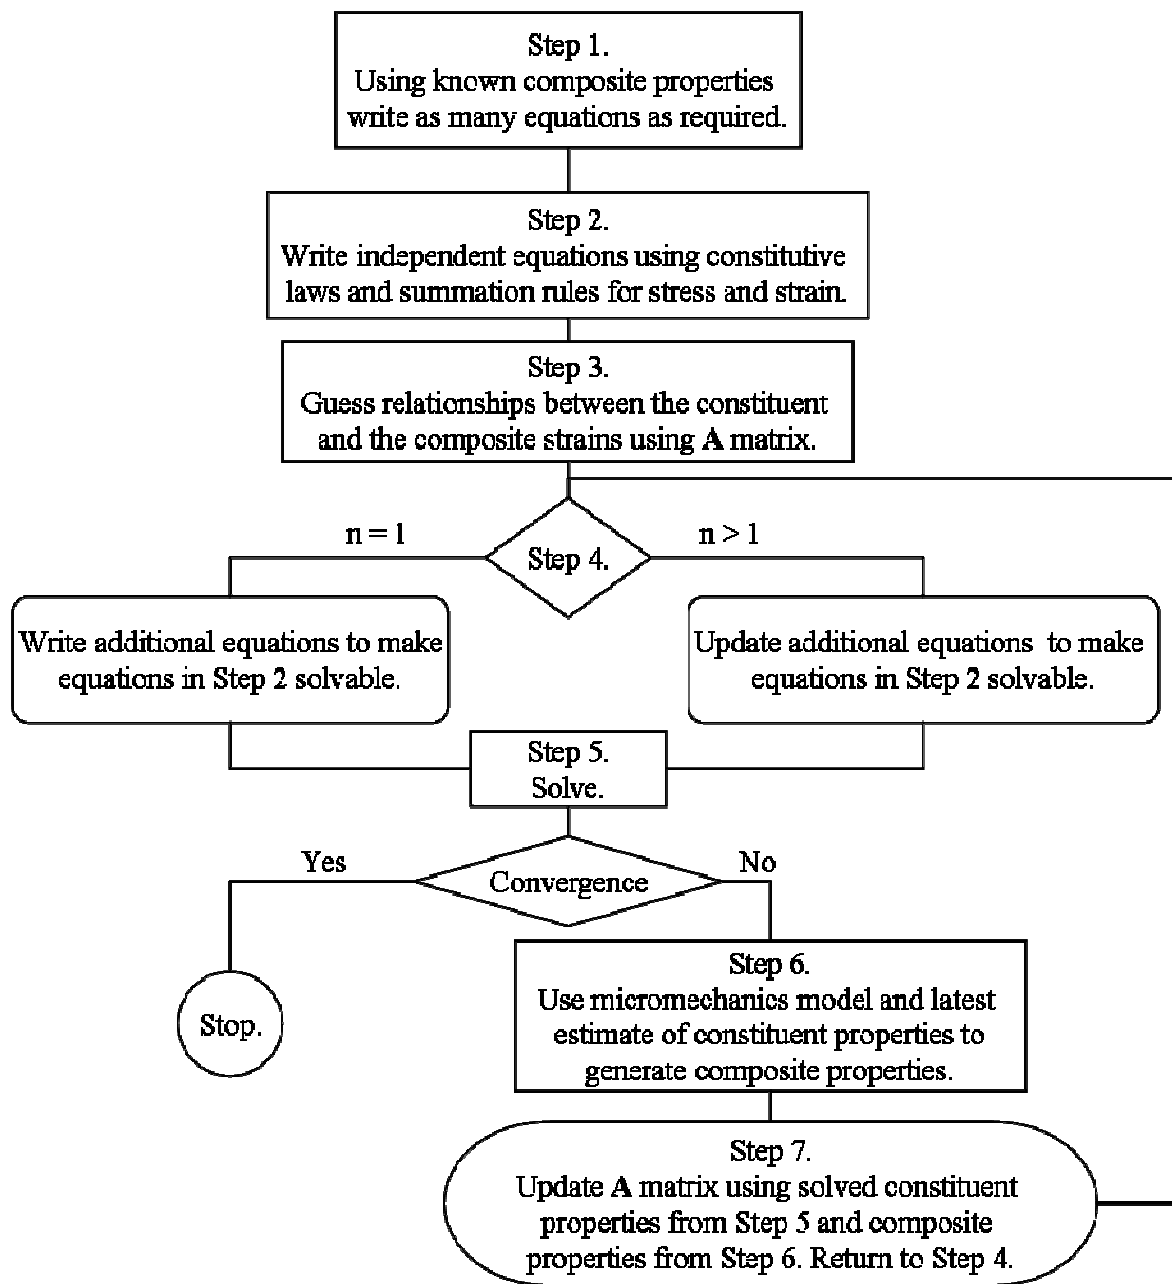 Step 1.
Using known composite properties
write as many equations as required.
Step 2.
Write independent equations using constitutive
laws and summation rules for stress and strain.
Step 3.
Guess relationships between the constituent
and the composite strains using A matrix.
n = 1
n > 1
Step 4.
Write additional equations to make
equations in Step 2 solvable.
Update additional equations to make
equations in Step 2 solvable.
Step 5.
Solve.
Yes
No
Convergence
Stop.
Step 6.
Use micromechanics model and latest
estimate of constituent properties to
generate composite properties.
Step 7.
Update A matrix using solved constituent
properties from Step 5 and composite
properties from Step 6. Return to Step 4.